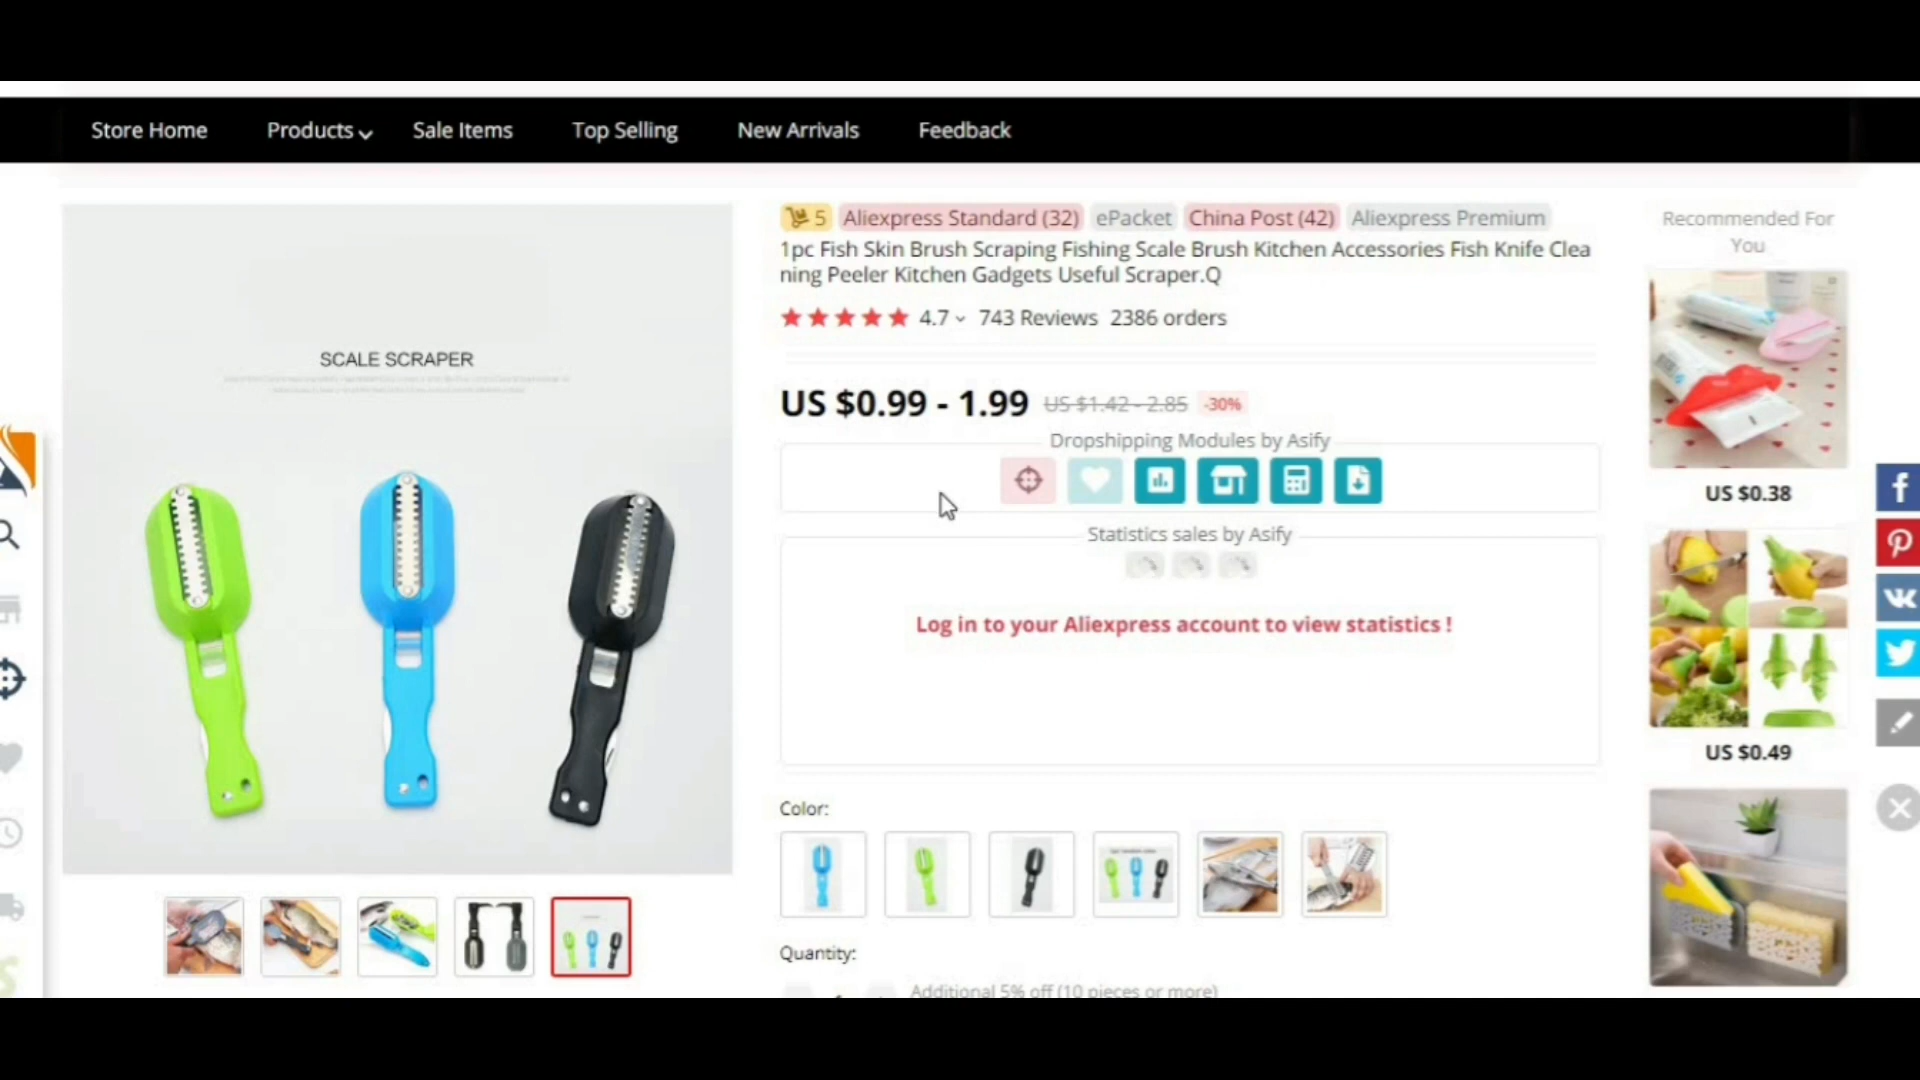 Store Home Products Sale Items Top Selling New Arrivals Feedback
5 Aliexpress Standard (32) ePacket China Post (42) Aliexpress Premium
1pc Fish Skin Brush Scraping Fishing Scale Brush Kitchen Accessories Fish Knife Clea
ning Peeler Kitchen Gadgets Useful Scraper.Q
4.7 743 Reviews 2386 orders
SCALE SCRAPER
US $0.99 - 1.99 US $1.42 - 2.85 -30%
Dropshipping Modules by Asify
Statistics sales by Asify
Log in to your Aliexpress account to view statistics !
Color:
Quantity:
Additional 5% off (10 pieces or more)
Recommended For
You
US $0.38
US $0.49